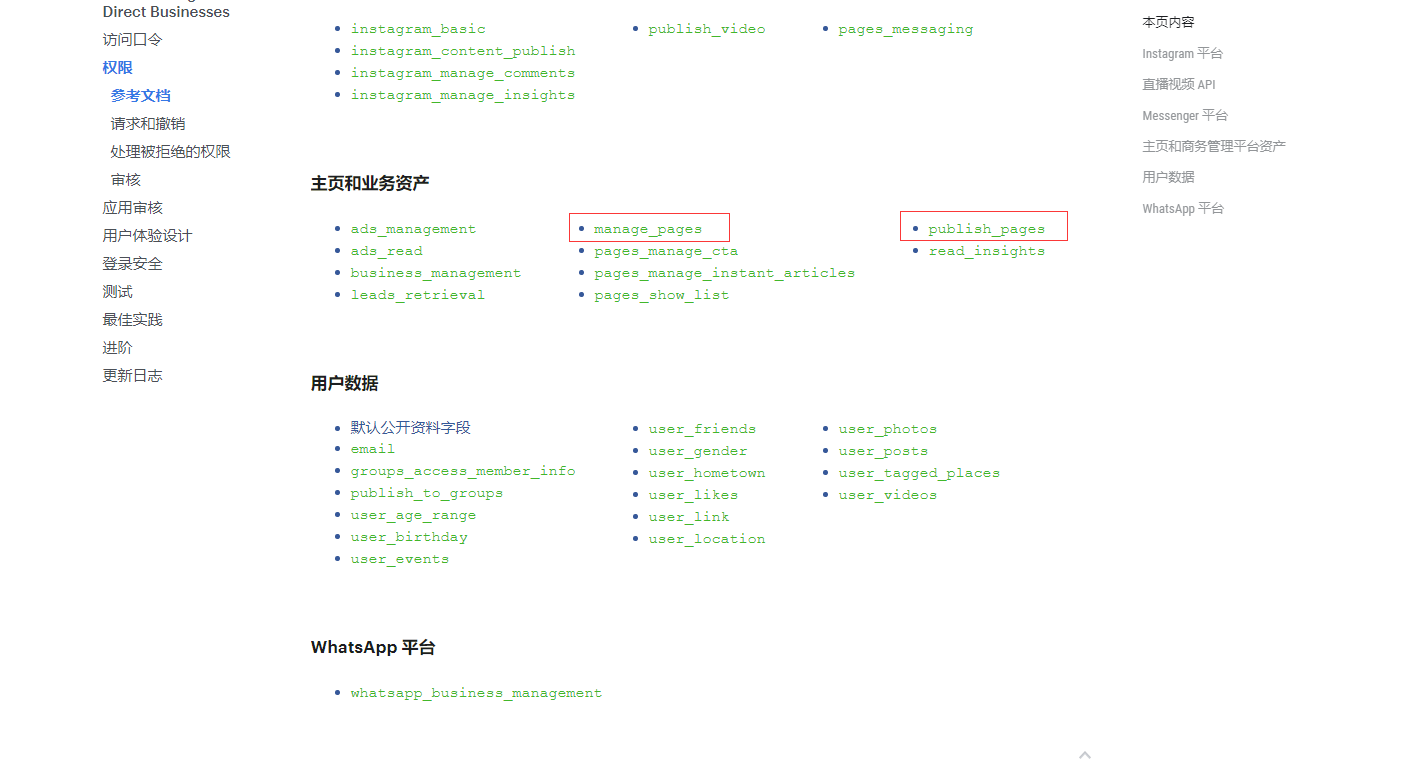 Direct Businesses
访问口令
权限
参考文档
请求和撤销
处理被拒绝的权限
审核
应用审核
用户体验设计
登录安全
测试
最佳实践
进阶
更新日志
instagram_basic
instagram_content_publish
instagram_manage_comments
instagram_manage_insights
publish_video
pages_messaging
主页和业务资产
ads_management
ads_read
business_management
leads_retrieval
manage_pages
pages_manage_cta
pages_manage_instant_articles
pages_show_list
publish_pages
read_insights
用户数据
默认公开资料字段
email
groups_access_member_info
publish_to_groups
user_age_range
user_birthday
user_events
user_friends
user_gender
user_hometown
user_likes
user_link
user_location
user_photos
user_posts
user_tagged_places
user_videos
WhatsApp 平台
whatsapp_business_management
本页内容
Instagram 平台
直播视频 API
Messenger 平台
主页和商务管理平台资产
用户数据
WhatsApp 平台